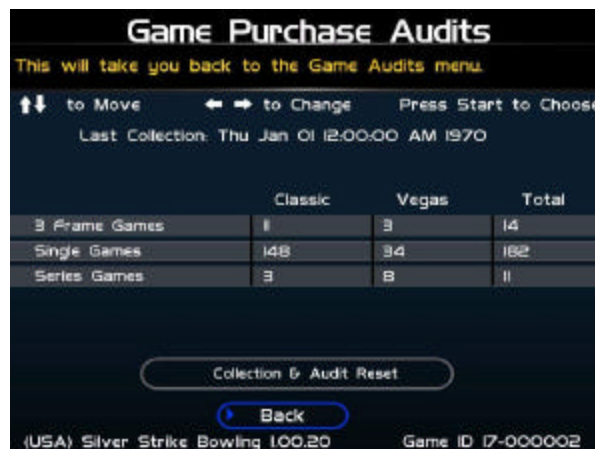 Game Purchase Audits
This will take you back to the Game Audits menu.
to Move to Change Press Start to Choose
Last Collection: Thu Jan 01 12:00:00 AM 1970
Classic Vegas Total
3 Frame Games 11 3 14
Single Games 148 34 182
Series Games 3 8 11
Collection & Audit Reset
Back
(USA) Silver Strike Bowling 1.00.20 Game ID 17-000002